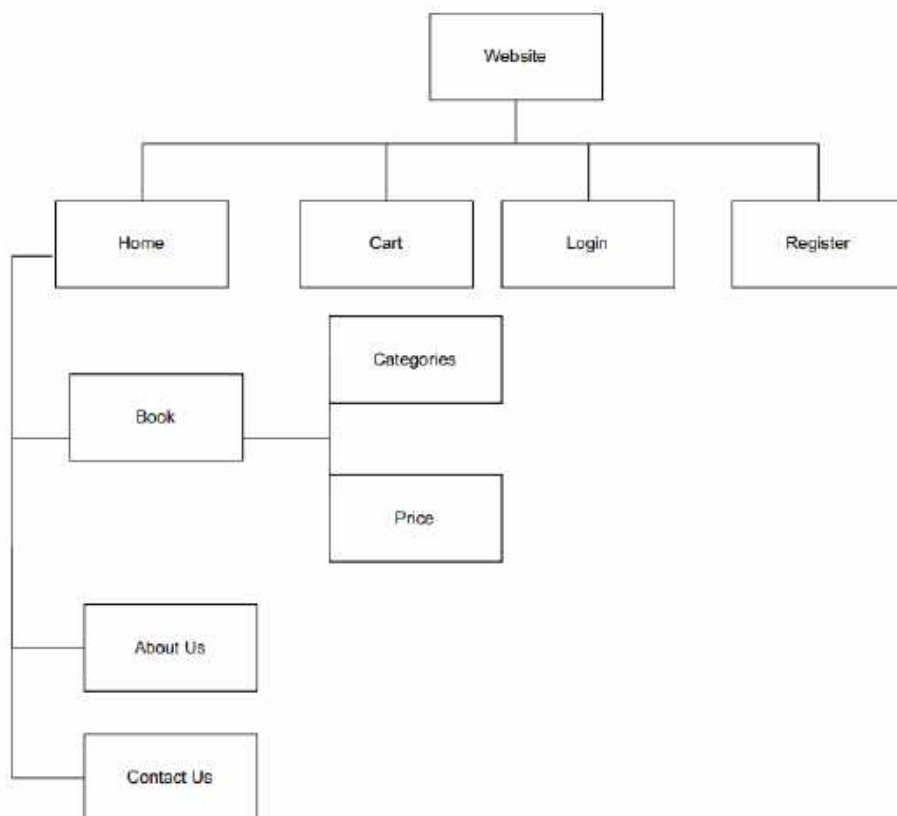 Website
Home
Cart
Login
Register
Categories
Book
Price
About Us
Contact Us